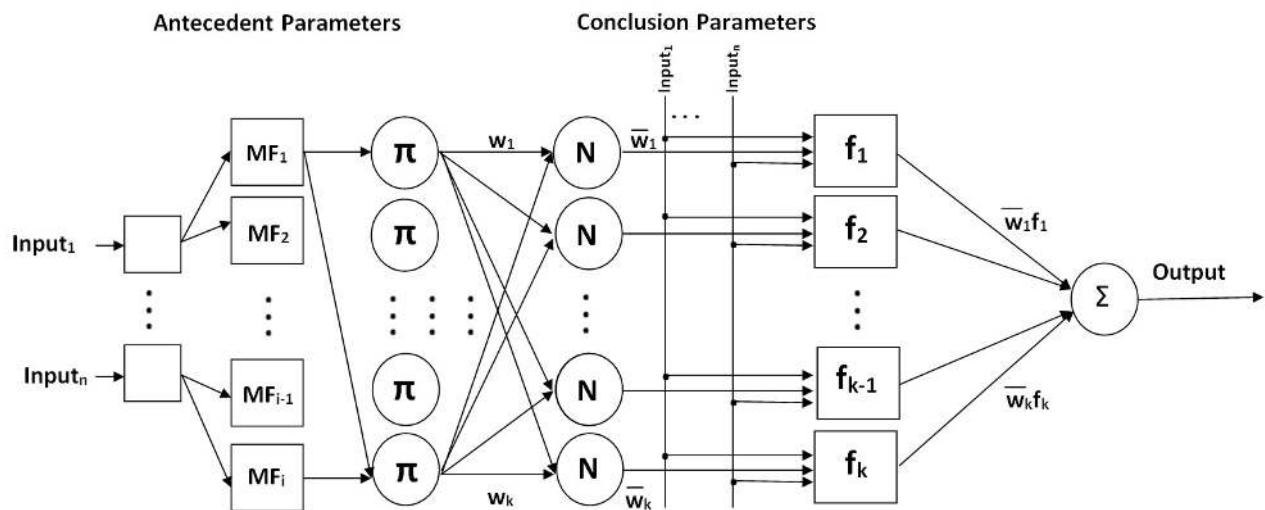 Antecedent Parameters
Conclusion Parameters
Input₁
Inputₙ
...
MF₁
π
w₁
N
w̅₁
f₁
MF₂
π
N
f₂
w̅₁f₁
Input₁
Output
Σ
Inputₙ
MFᵢ₋₁
π
N
fₖ₋₁
w̅ₖfₖ
MFᵢ
π
N
fₖ
wₖ
w̅ₖ